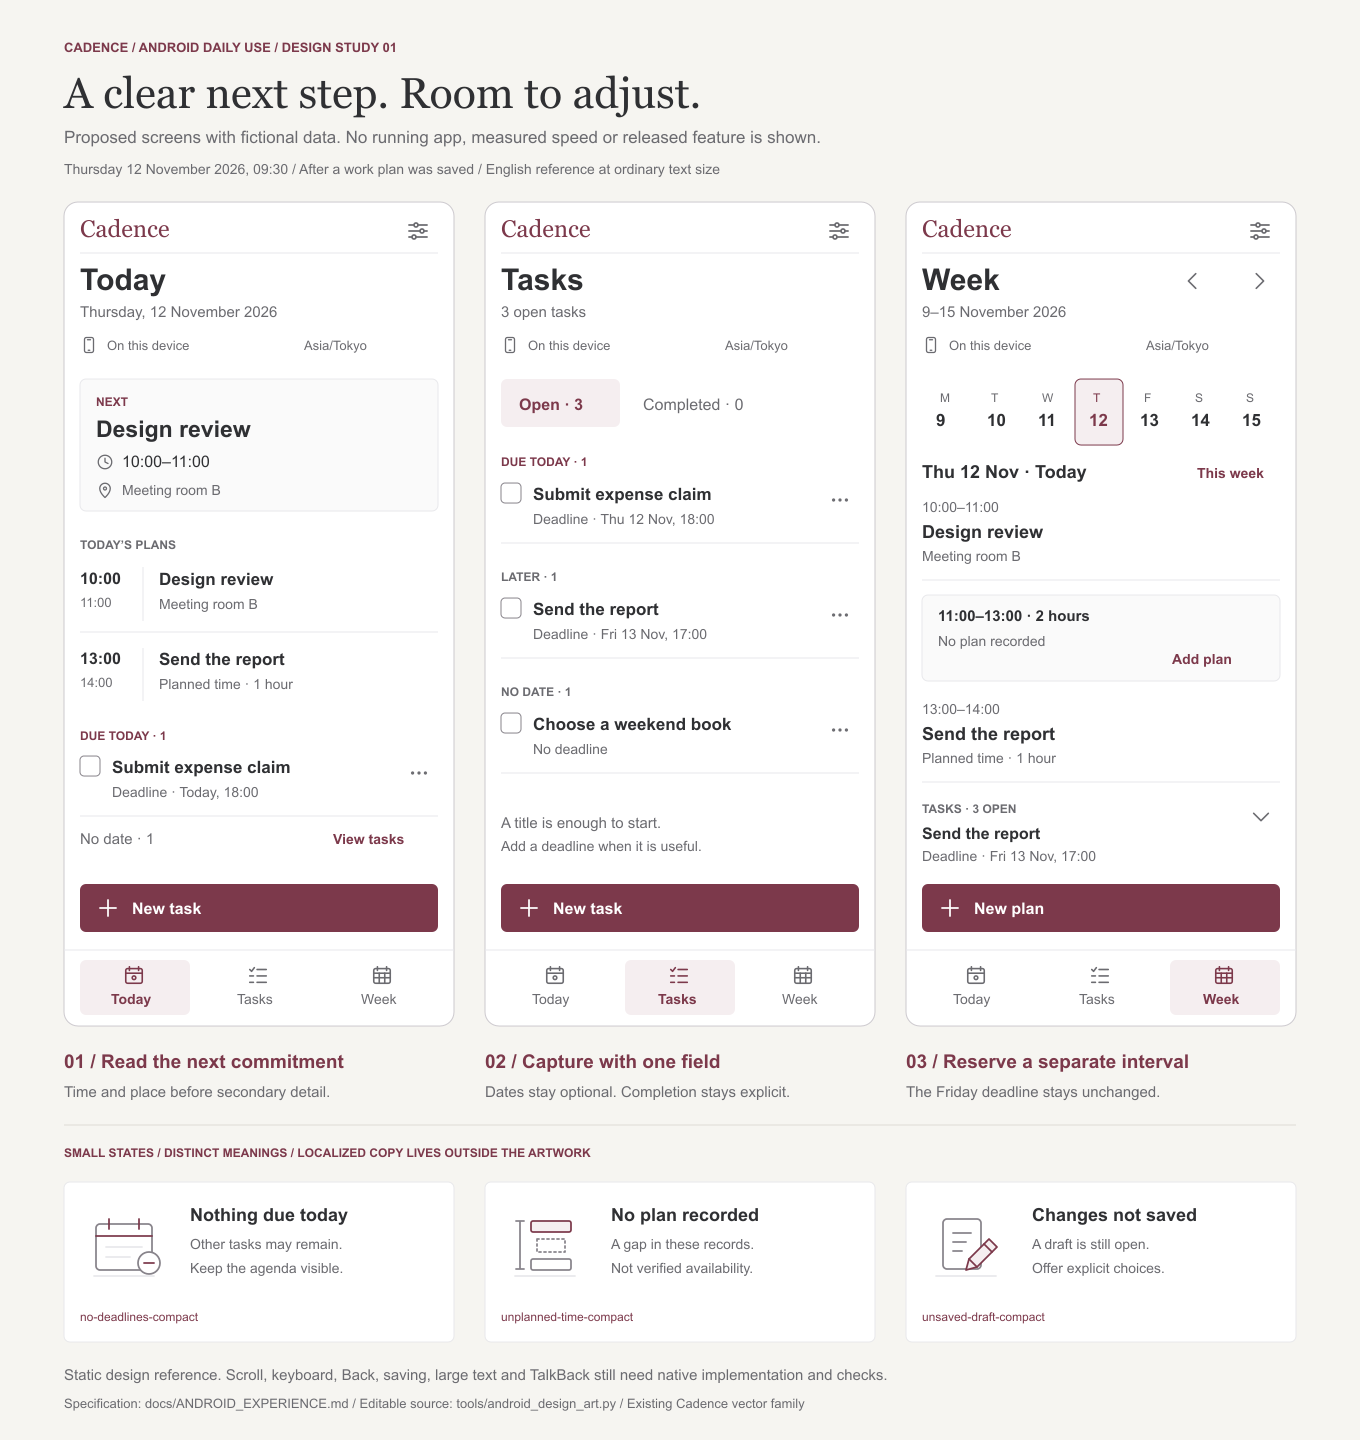 CADENCE / ANDROID DAILY USE / DESIGN STUDY 01
A clear next step. Room to adjust.
Proposed screens with fictional data. No running app, measured speed or released feature is shown.
Thursday 12 November 2026, 09:30 / After a work plan was saved / English reference at ordinary text size
Cadence
Today
Thursday, 12 November 2026
On this device
Asia/Tokyo
NEXT
Design review
10:00–11:00
Meeting room B
TODAY’S PLANS
10:00
11:00
Design review
Meeting room B
13:00
14:00
Send the report
Planned time · 1 hour
DUE TODAY · 1
Submit expense claim
Deadline · Today, 18:00
No date · 1
View tasks
New task
Today
Tasks
Week
01 / Read the next commitment
Time and place before secondary detail.
Cadence
Tasks
3 open tasks
On this device
Asia/Tokyo
Open · 3
Completed · 0
DUE TODAY · 1
Submit expense claim
Deadline · Thu 12 Nov, 18:00
LATER · 1
Send the report
Deadline · Fri 13 Nov, 17:00
NO DATE · 1
Choose a weekend book
No deadline
A title is enough to start.
Add a deadline when it is useful.
New task
Today
Tasks
Week
02 / Capture with one field
Dates stay optional. Completion stays explicit.
Cadence
Week
9–15 November 2026
On this device
Asia/Tokyo
M T W T F S S
9 10 11 12 13 14 15
Thu 12 Nov · Today
This week
10:00–11:00
Design review
Meeting room B
11:00–13:00 · 2 hours
No plan recorded
Add plan
13:00–14:00
Send the report
Planned time · 1 hour
TASKS · 3 OPEN
Send the report
Deadline · Fri 13 Nov, 17:00
New plan
Today
Tasks
Week
03 / Reserve a separate interval
The Friday deadline stays unchanged.
SMALL STATES / DISTINCT MEANINGS / LOCALIZED COPY LIVES OUTSIDE THE ARTWORK
Nothing due today
Other tasks may remain.
Keep the agenda visible.
no-deadlines-compact
No plan recorded
A gap in these records.
Not verified availability.
unplanned-time-compact
Changes not saved
A draft is still open.
Offer explicit choices.
unsaved-draft-compact
Static design reference. Scroll, keyboard, Back, saving, large text and TalkBack still need native implementation and checks.
Specification: docs/ANDROID_EXPERIENCE.md / Editable source: tools/android_design_art.py / Existing Cadence vector family